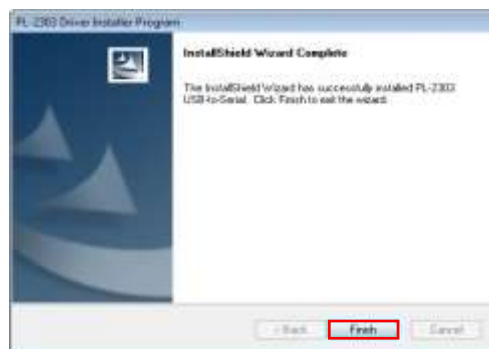 PL-2303 Driver Installer Program
InstallShield Wizard Complete
The InstallShield Wizard has successfully installed PL-2303
USB-to-Serial. Click Finish to exit the wizard.
< Back Finish Cancel